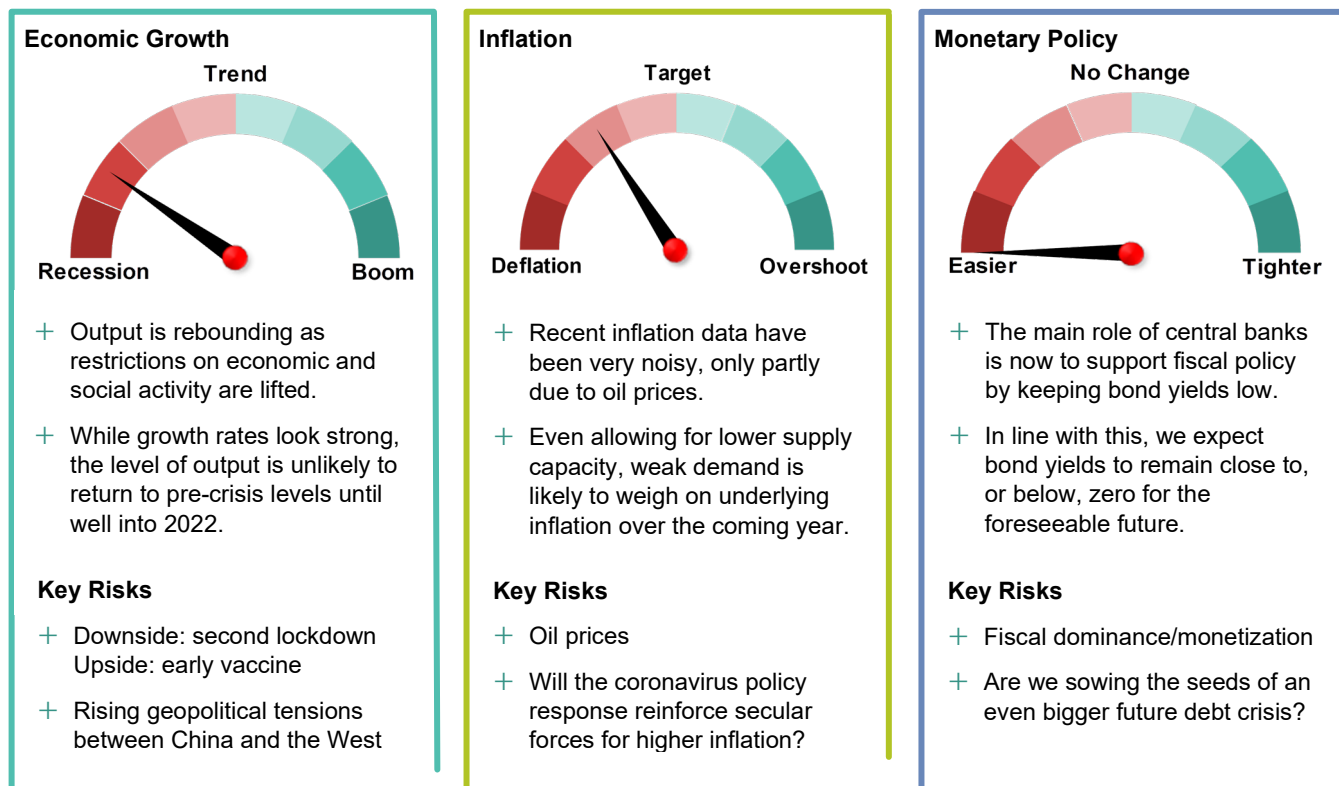 Economic Growth
Trend
Recession
Boom
+ Output is rebounding as
restrictions on economic and
social activity are lifted.
+ While growth rates look strong,
the level of output is unlikely to
return to pre-crisis levels until
well into 2022.
Key Risks
+ Downside: second lockdown
Upside: early vaccine
+ Rising geopolitical tensions
between China and the West
Inflation
Target
Deflation
Overshoot
+ Recent inflation data have
been very noisy, only partly
due to oil prices.
+ Even allowing for lower supply
capacity, weak demand is
likely to weigh on underlying
inflation over the coming year.
Key Risks
+ Oil prices
+ Will the coronavirus policy
response reinforce secular
forces for higher inflation?
Monetary Policy
No Change
Easier
Tighter
+ The main role of central banks
is now to support fiscal policy
by keeping bond yields low.
+ In line with this, we expect
bond yields to remain close to,
or below, zero for the
foreseeable future.
Key Risks
+ Fiscal dominance/monetization
+ Are we sowing the seeds of an
even bigger future debt crisis?